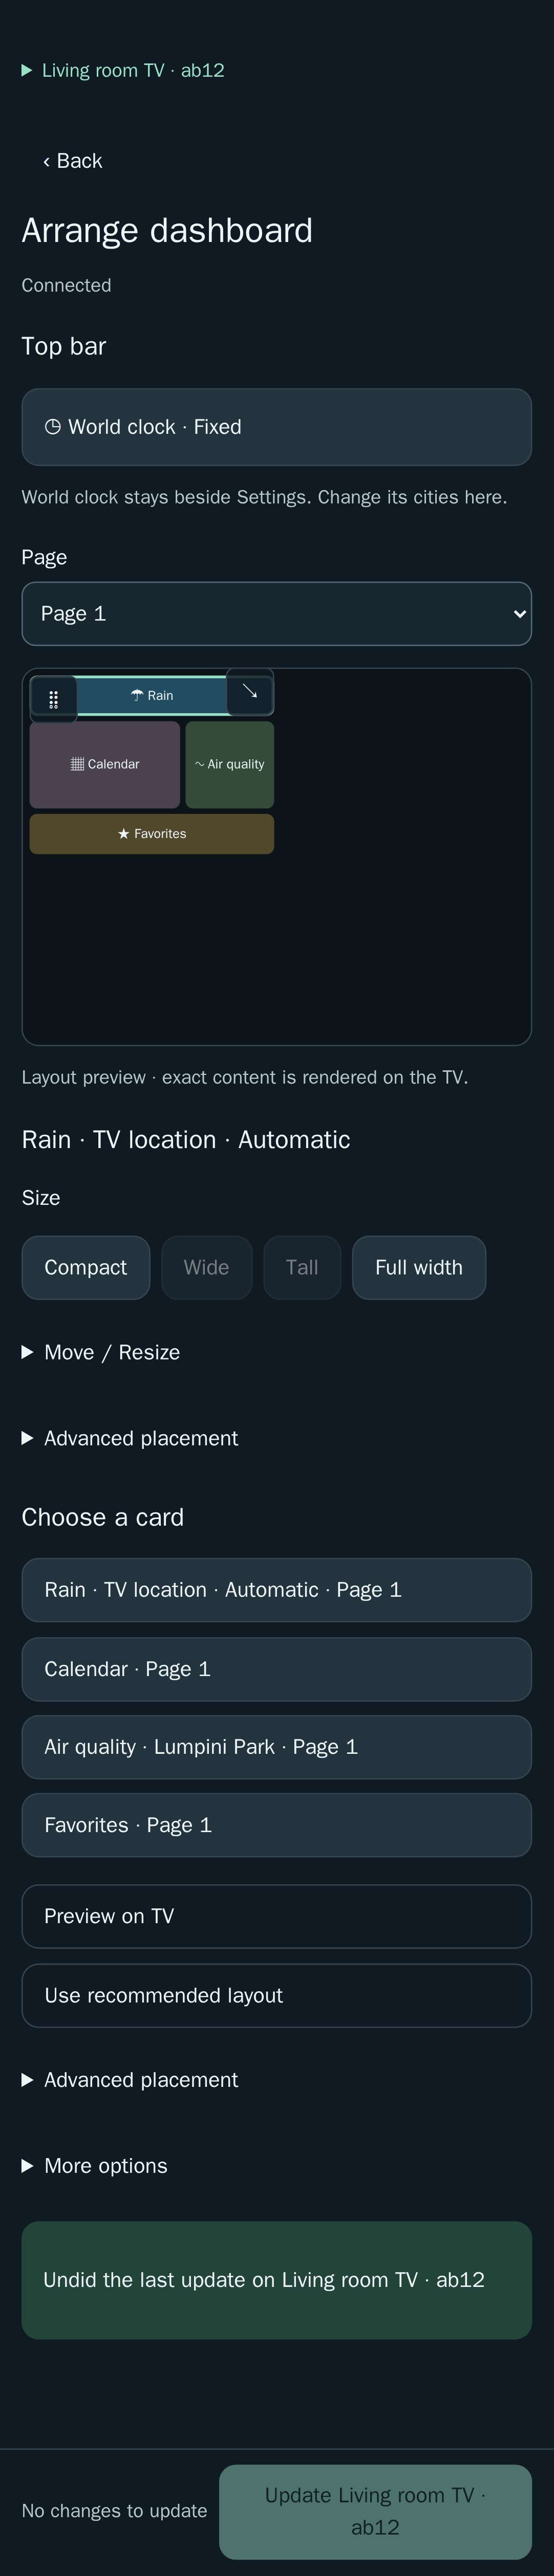 Living room TV · ab12
‹ Back
Arrange dashboard
Connected
Top bar
World clock · Fixed
World clock stays beside Settings. Change its cities here.
Page
Page 1
Rain
Calendar
Air quality
Favorites
Layout preview · exact content is rendered on the TV.
Rain · TV location · Automatic
Size
Compact Wide Tall Full width
Move / Resize
Advanced placement
Choose a card
Rain · TV location · Automatic · Page 1
Calendar · Page 1
Air quality · Lumpini Park · Page 1
Favorites · Page 1
Preview on TV
Use recommended layout
Advanced placement
More options
Undid the last update on Living room TV · ab12
No changes to update
Update Living room TV ·
ab12